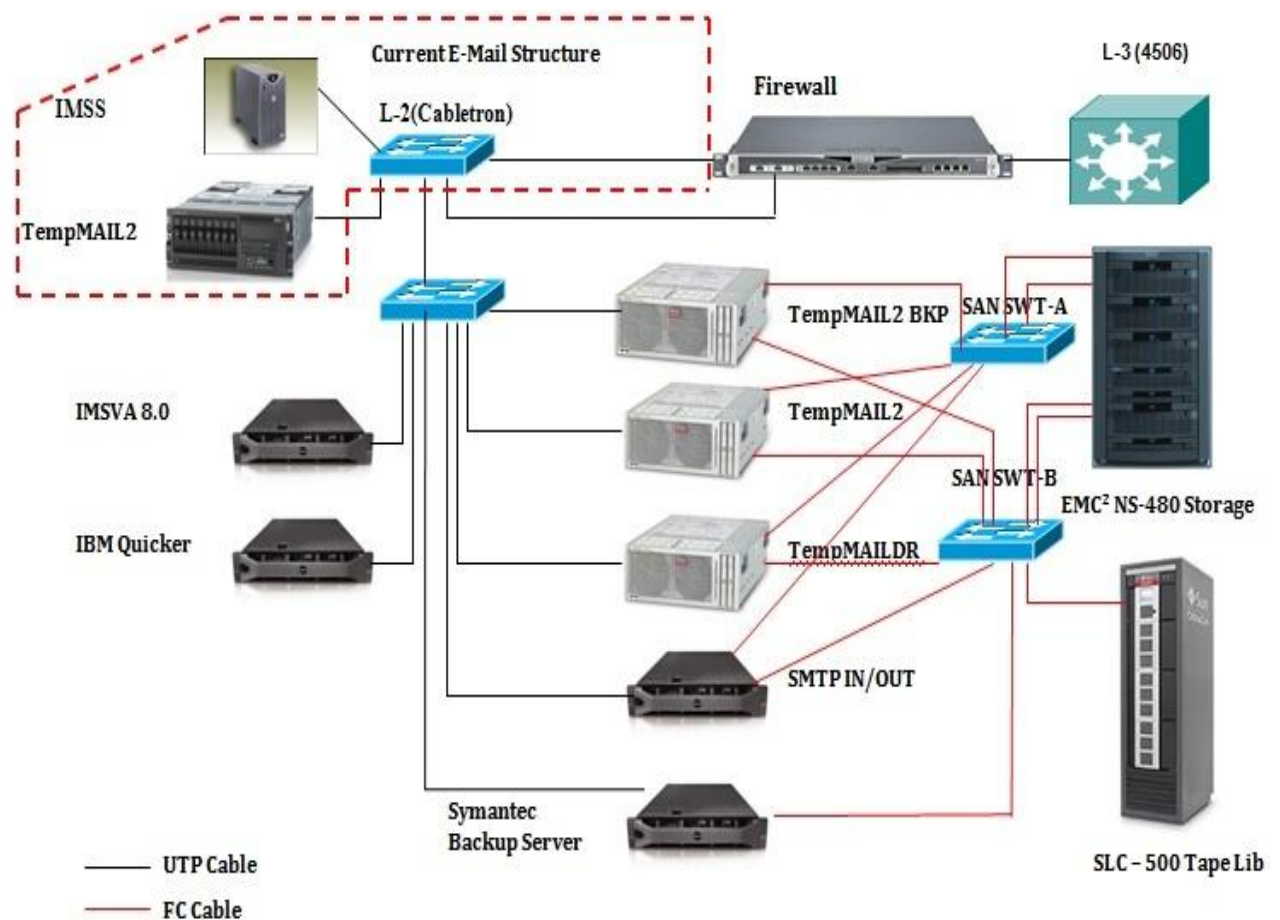 Current E-Mail Structure
L-3 (4506)
IMSS
L-2(Cabletron)
Firewall
TempMAIL2
TempMAIL2 BKP
SAN SWT-A
IMSVA 8.0
TempMAIL2
SAN SWT-B
EMC² NS-480 Storage
IBM Quicker
TempMAILDR
SMTP IN/OUT
Symantec
Backup Server
SLC – 500 Tape Lib
UTP Cable
FC Cable